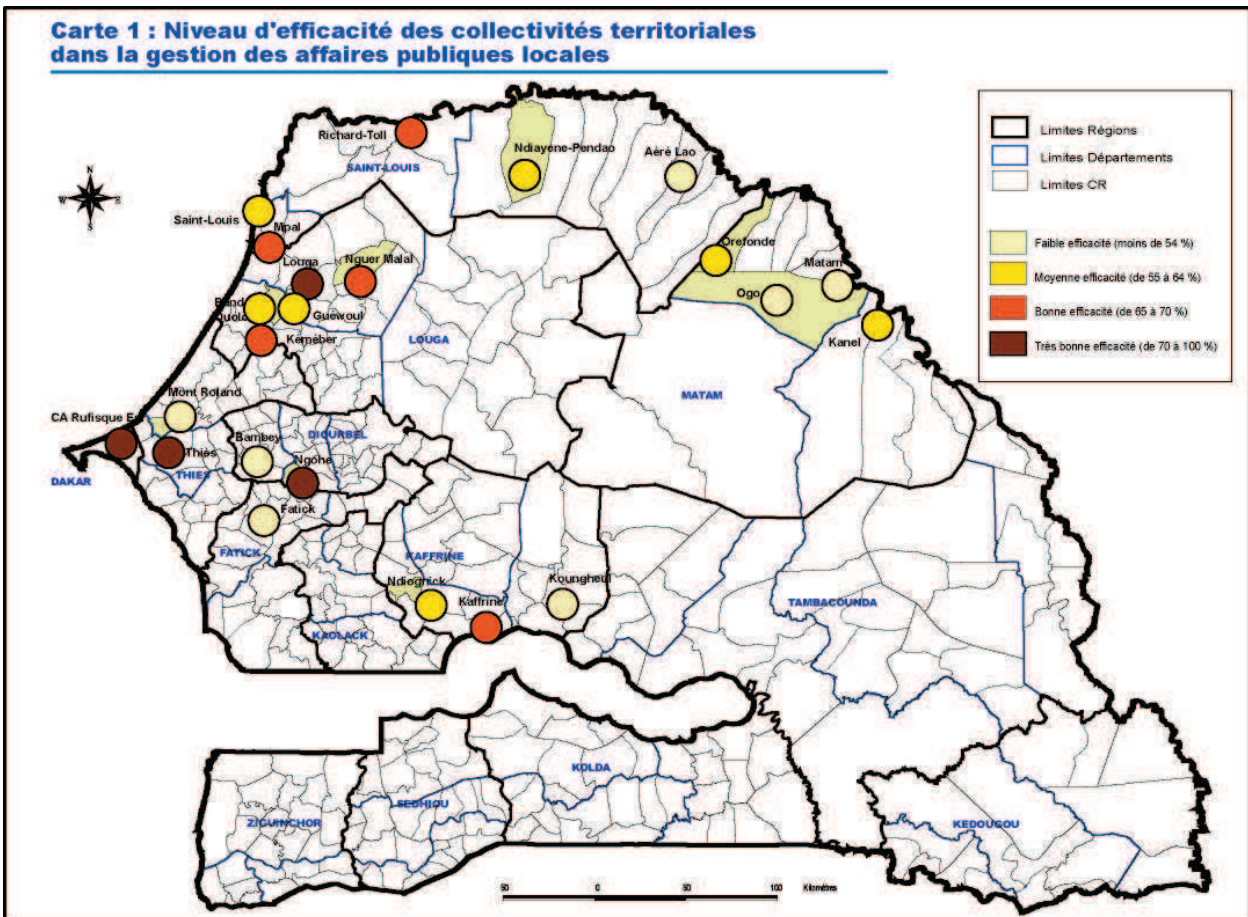 Carte 1 : Niveau d'efficacité des collectivités territoriales
dans la gestion des affaires publiques locales
Limites Régions
Limites Départements
Limites CR
Faible efficacité (moins de 54 %)
Moyenne efficacité (de 55 à 64 %)
Bonne efficacité (de 65 à 70 %)
Très bonne efficacité (de 70 à 100 %)
N
W
E
S
Richard-Toll
SAINT-LOUIS
Ndiayene-Pendao
Aéré Lao
Saint-Louis
Mpal
Louga
Nguer Malal
Orefonde
Matam
Ogo
Guéwoul
Kémèber
LOUGA
Kanel
MATAM
Mont Roland
CA Rufisque
Bambey
DIOURBEL
Thiès
Ngohe
THIES
DAKAR
Fatick
FATICK
KAFFRINE
Ndiognick
Kaffrine
Koungheul
TAMBACOUNDA
KAOLACK
KOLDA
SEDHIOU
ZIGUINCHOR
KEDOUGOU
50 0 50 100 Kilomètres